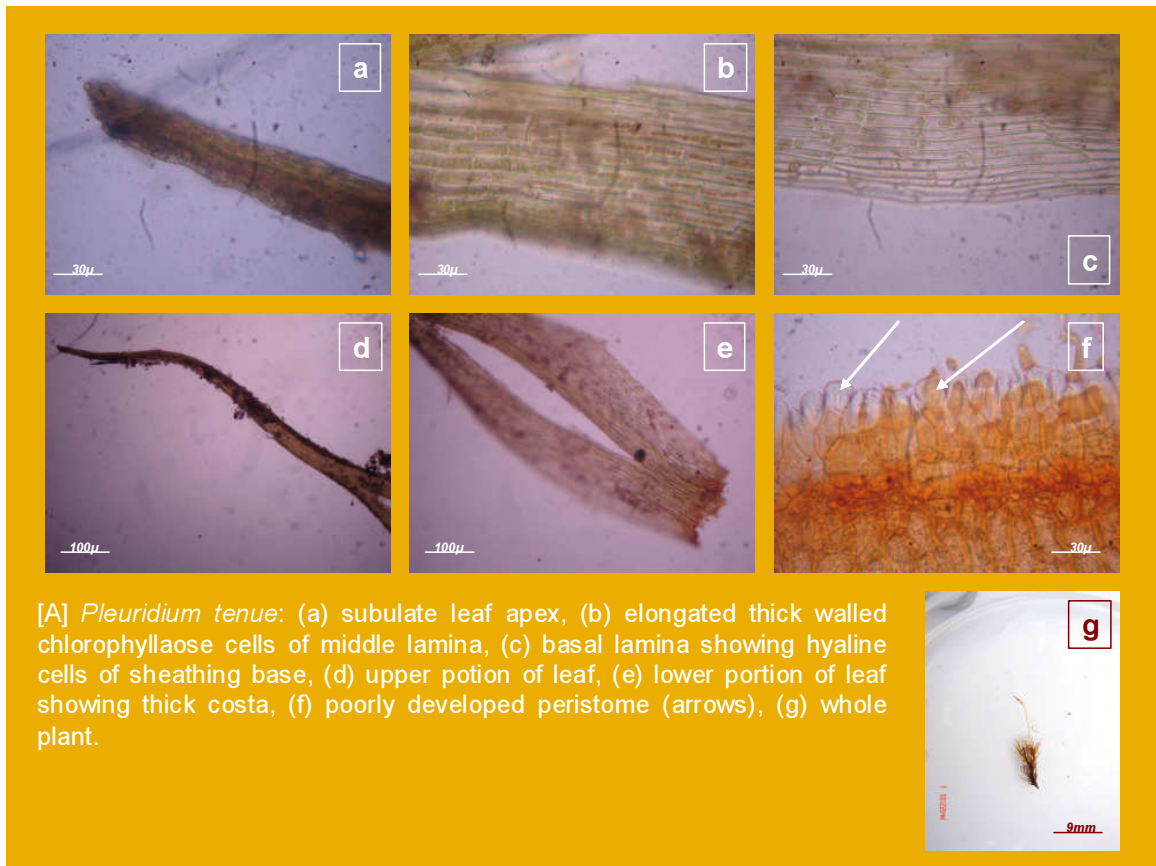 a
b
c
30μ
30μ
30μ
d
e
f
100μ
100μ
30μ
[A] Pleuridium tenue: (a) subulate leaf apex, (b) elongated thick walled
chlorophyllaose cells of middle lamina, (c) basal lamina showing hyaline
cells of sheathing base, (d) upper potion of leaf, (e) lower portion of leaf
showing thick costa, (f) poorly developed peristome (arrows), (g) whole
plant.
g
9mm